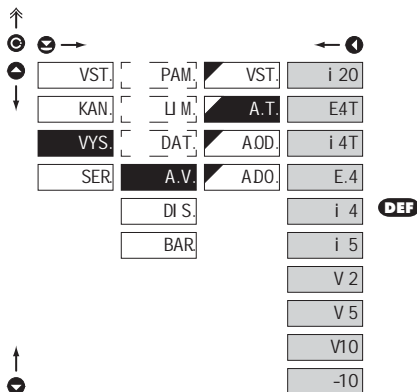 VST. PAM. VST. i 20
KAN. LIM. A.T. E4T
VYS. DAT. A.OD. i 4T
SER. A.V. A.DO. E.4
DIS. i 4 DEF
BAR. i 5
V 2
V 5
V10
-10